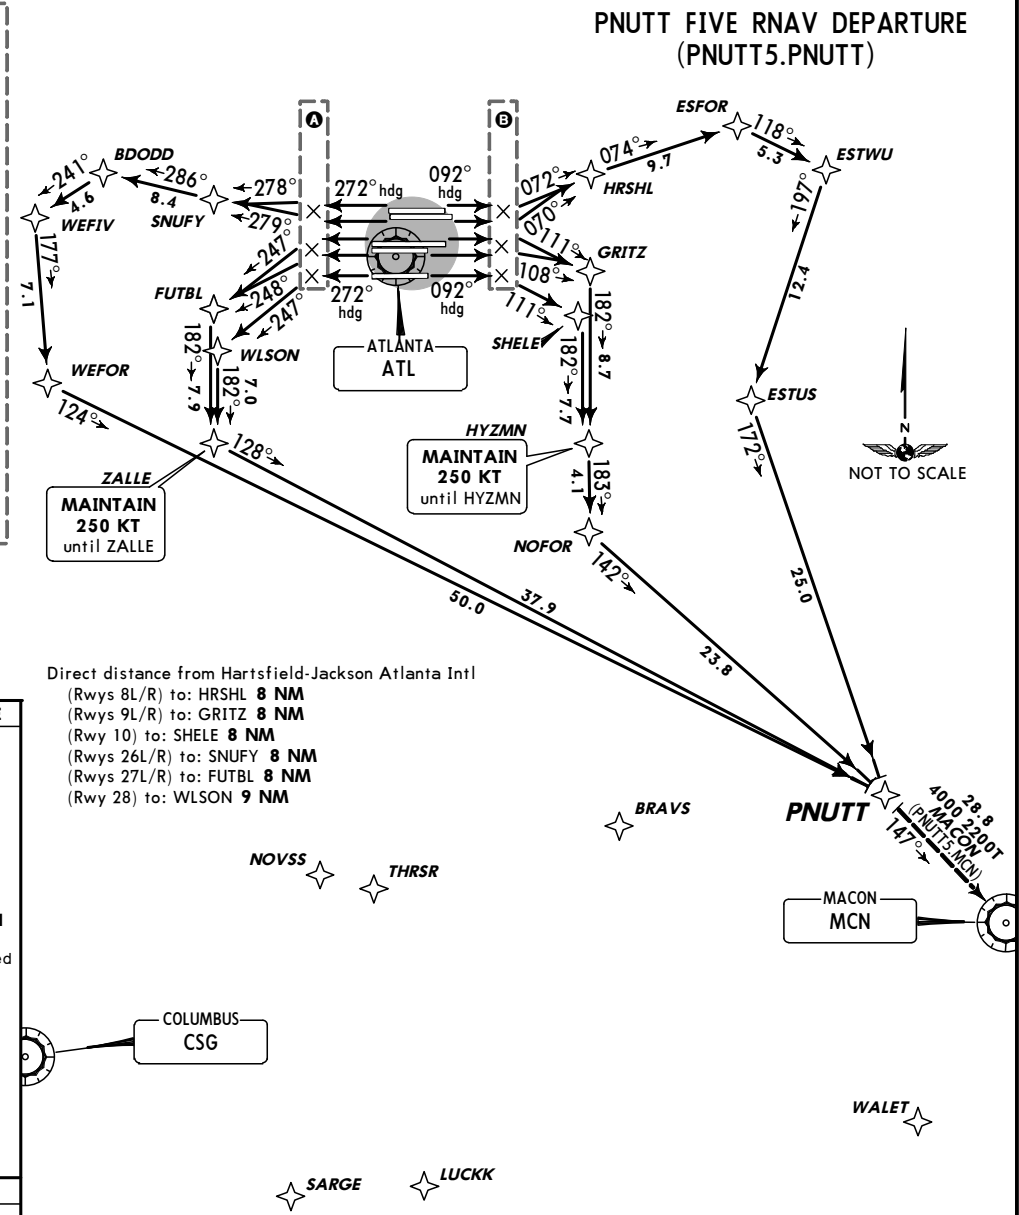 PNUTT FIVE RNAV DEPARTURE
(PNUTT5.PNUTT)
ESFOR
118°
5.3
ESTWU
A
B
074°
9.7
BDODD
241°
4.6
WEFIV
286°
8.4
SNUFY
278°
279°
272° hdg
092°
hdg
072°
070°
HRSHL
197°
12.4
177°
7.1
247°
248°
247°
FUTBL
111°
108°
111°
GRITZ
272°
hdg
092°
hdg
SHELE
182°
8.7
182°
7.7
182°
7.9
WLSON
7.0
182°
ATLANTA
ATL
WEFOR
124°
ESTUS
172°
25.0
N
NOT TO SCALE
HYZMN
MAINTAIN
250 KT
until HYZMN
183°
4.1
ZALLE
128°
MAINTAIN
250 KT
until ZALLE
NOFOR
142°
23.8
37.9
50.0
Direct distance from Hartsfield-Jackson Atlanta Intl
(Rwys 8L/R) to: HRSHL 8 NM
(Rwys 9L/R) to: GRITZ 8 NM
(Rwy 10) to: SHELE 8 NM
(Rwys 26L/R) to: SNUFY 8 NM
(Rwys 27L/R) to: FUTBL 8 NM
(Rwy 28) to: WLSON 9 NM
PNUTT
147°
28.8
4000 2200T
MACON
(PNUTT5.MCN)
BRAVS
NOVSS
THRSR
MACON
MCN
ed
COLUMBUS
CSG
WALET
SARGE
LUCKK